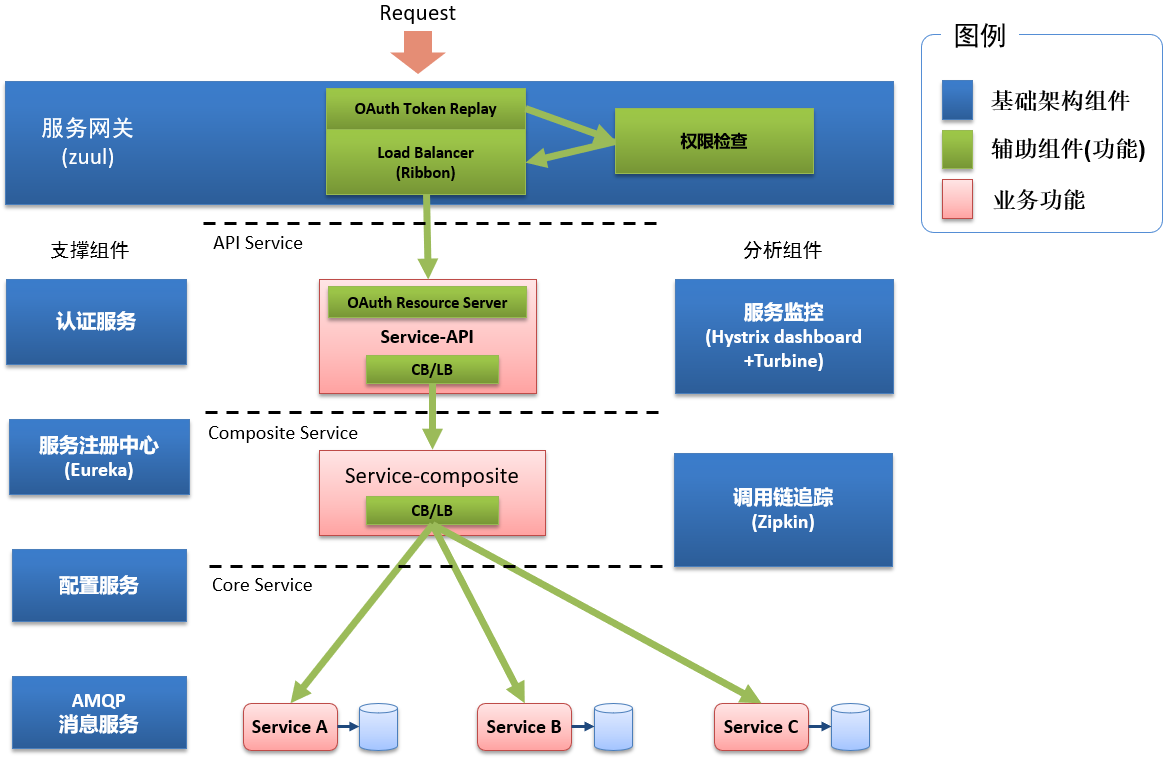 Request
图例
基础架构组件
辅助组件(功能)
业务功能
服务网关
(zuul)
OAuth Token Replay
Load Balancer
(Ribbon)
权限检查
API Service
支撑组件
分析组件
认证服务
OAuth Resource Server
Service-API
CB/LB
服务监控
(Hystrix dashboard
+Turbine)
Composite Service
服务注册中心
(Eureka)
Service-composite
CB/LB
调用链追踪
(Zipkin)
Core Service
配置服务
AMQP
消息服务
Service A
Service B
Service C